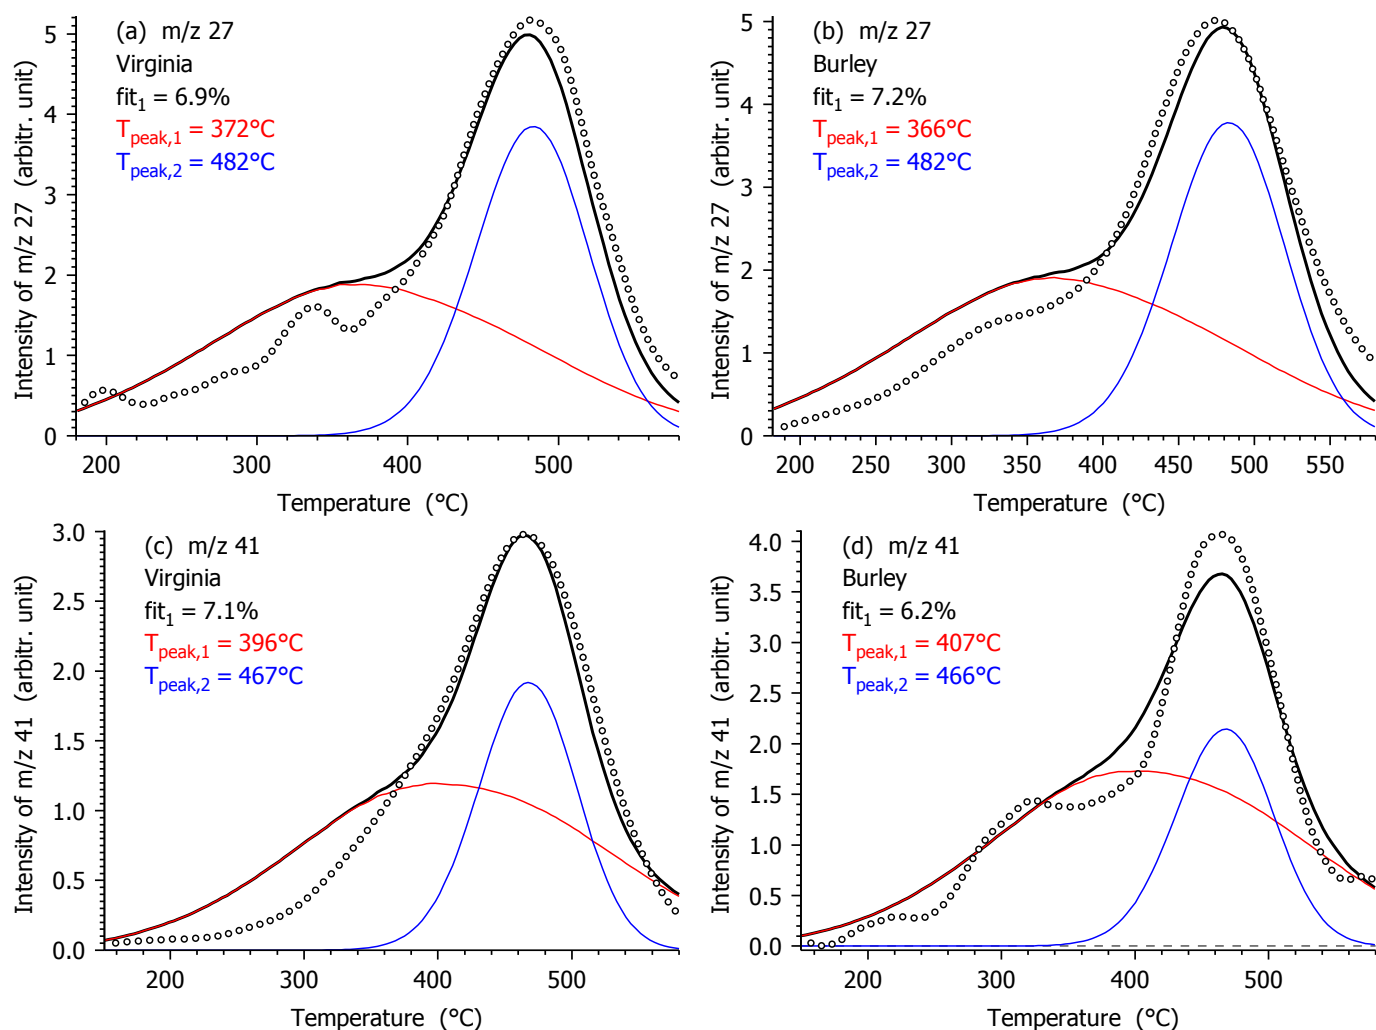 (a) m/z 27
Virginia
fit1 = 6.9%
Tpeak,1 = 372°C
Tpeak,2 = 482°C
Intensity of m/z 27 (arbitr. unit)
5
4
3
2
1
0
200 300 400 500
Temperature (°C)
(b) m/z 27
Burley
fit1 = 7.2%
Tpeak,1 = 366°C
Tpeak,2 = 482°C
Intensity of m/z 27 (arbitr. unit)
5
4
3
2
1
0
200 250 300 350 400 450 500 550
Temperature (°C)
(c) m/z 41
Virginia
fit1 = 7.1%
Tpeak,1 = 396°C
Tpeak,2 = 467°C
Intensity of m/z 41 (arbitr. unit)
3.0
2.5
2.0
1.5
1.0
0.5
0.0
200 300 400 500
Temperature (°C)
(d) m/z 41
Burley
fit1 = 6.2%
Tpeak,1 = 407°C
Tpeak,2 = 466°C
Intensity of m/z 41 (arbitr. unit)
4.0
3.5
3.0
2.5
2.0
1.5
1.0
0.5
0.0
200 300 400 500
Temperature (°C)